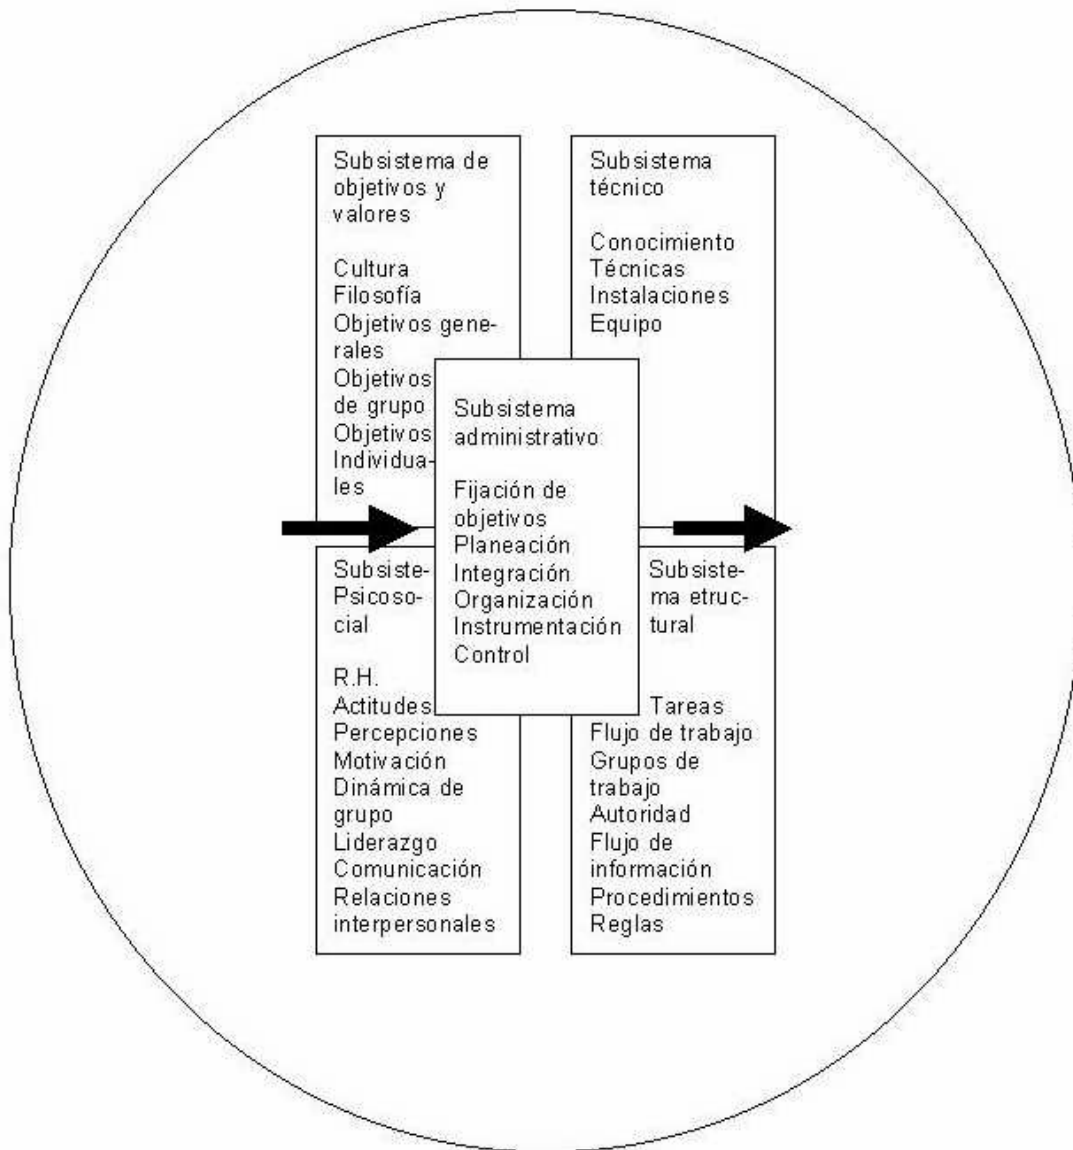 Subsistema de
objetivos y
valores
Cultura
Filosofía
Objetivos gene-
rales
Objetivos
de grupo
Objetivos
Individua-
les
Subsistema
técnico
Conocimiento
Técnicas
Instalaciones
Equipo
Subsistema
administrativo
Fijación de
objetivos
Planeación
Integración
Organización
Instrumentación
Control
Subsiste-
Psicoso-
cial
R.H.
Actitudes
Percepciones
Motivación
Dinámica de
grupo
Liderazgo
Comunicación
Relaciones
interpersonales
Subsiste-
ma etruc-
tural
Tareas
Flujo de trabajo
Grupos de
trabajo
Autoridad
Flujo de
información
Procedimientos
Reglas